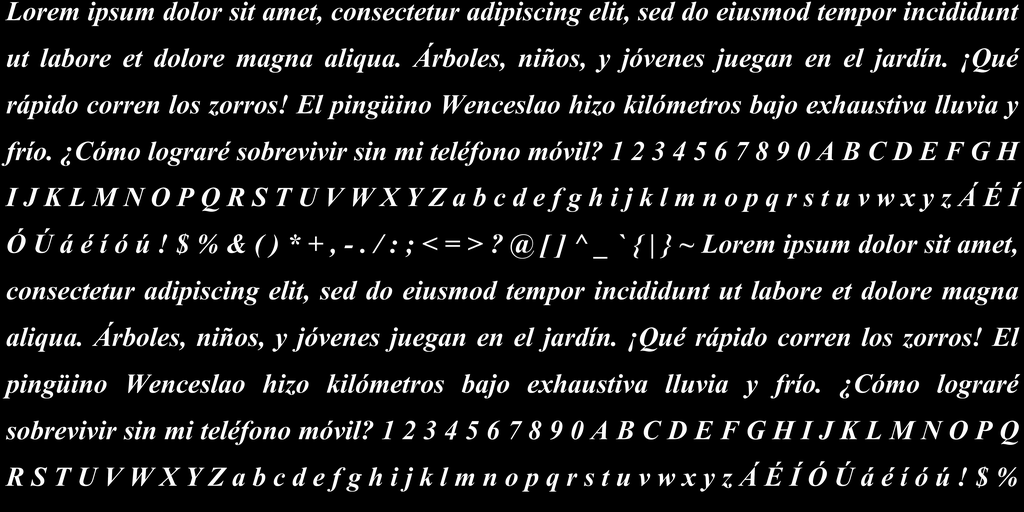 Lorem ipsum dolor sit amet, consectetur adipiscing elit, sed do eiusmod tempor incididunt
ut labore et dolore magna aliqua. Árboles, niños, y jóvenes juegan en el jardín. ¡Qué
rápido corren los zorros! El pingüino Wenceslao hizo kilómetros bajo exhaustiva lluvia y
frío. ¿Cómo lograré sobrevivir sin mi teléfono móvil? 1 2 3 4 5 6 7 8 9 0 A B C D E F G H
I J K L M N O P Q R S T U V W X Y Z a b c d e f g h i j k l m n o p q r s t u v w x y z Á É Í
Ó Ú á é í ó ú ! $ % & ( ) * + , - . / : ; < = > ? @ [ ] ^ _ ` { | } ~ Lorem ipsum dolor sit amet,
consectetur adipiscing elit, sed do eiusmod tempor incididunt ut labore et dolore magna
aliqua. Árboles, niños, y jóvenes juegan en el jardín. ¡Qué rápido corren los zorros! El
pingüino Wenceslao hizo kilómetros bajo exhaustiva lluvia y frío. ¿Cómo lograré
sobrevivir sin mi teléfono móvil? 1 2 3 4 5 6 7 8 9 0 A B C D E F G H I J K L M N O P Q
R S T U V W X Y Z a b c d e f g h i j k l m n o p q r s t u v w x y z Á É Í Ó Ú á é í ó ú ! $ %